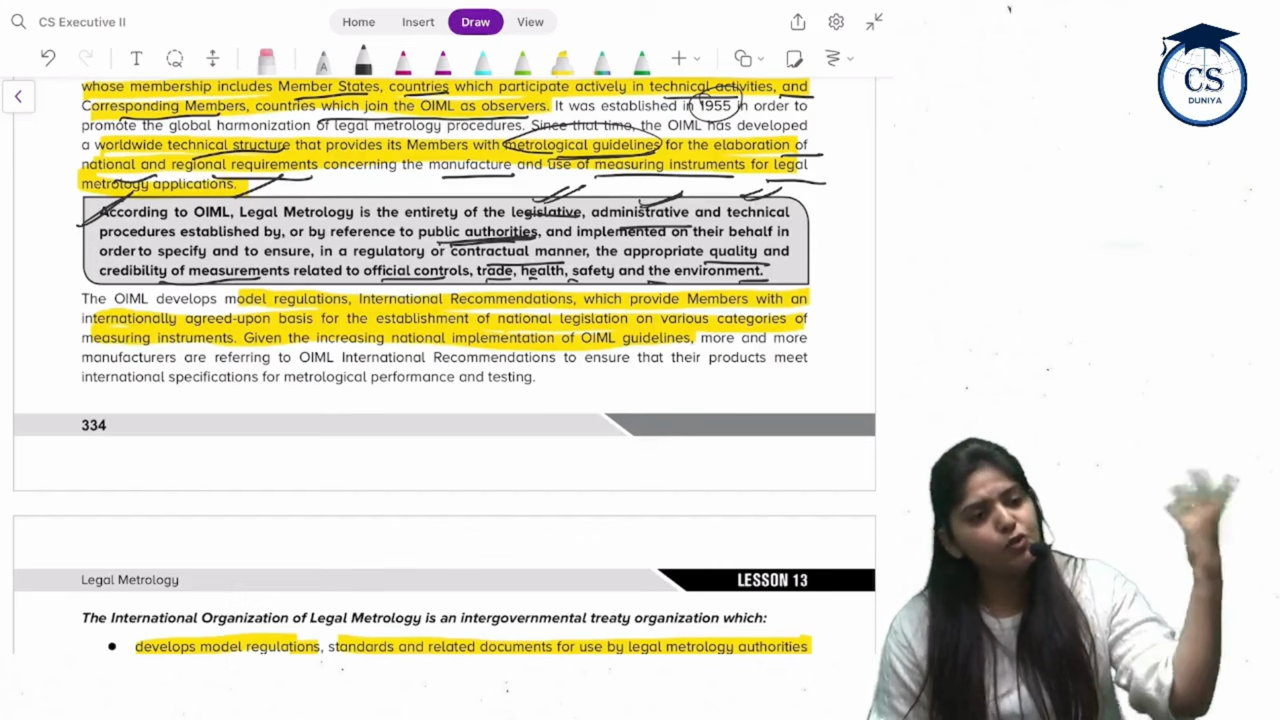 CS Executive II
Home Insert Draw View
CS
DUNIYA
whose membership includes Member States, countries which participate actively in technical activities, and
Corresponding Members, countries which join the OIML as observers. It was established in 1955 in order to
promote the global harmonization of legal metrology procedures. Since that time, the OIML has developed
a worldwide technical structure that provides its Members with metrological guidelines for the elaboration of
national and regional requirements concerning the manufacture and use of measuring instruments for legal
metrology applications.
According to OIML, Legal Metrology is the entirety of the legislative, administrative and technical
procedures established by, or by reference to public authorities, and implemented on their behalf in
order to specify and to ensure, in a regulatory or contractual manner, the appropriate quality and
credibility of measurements related to official controls, trade, health, safety and the environment.
The OIML develops model regulations, International Recommendations, which provide Members with an
internationally agreed-upon basis for the establishment of national legislation on various categories of
measuring instruments. Given the increasing national implementation of OIML guidelines, more and more
manufacturers are referring to OIML International Recommendations to ensure that their products meet
international specifications for metrological performance and testing.
334
Legal Metrology LESSON 13
The International Organization of Legal Metrology is an intergovernmental treaty organization which:
● develops model regulations, standards and related documents for use by legal metrology authorities